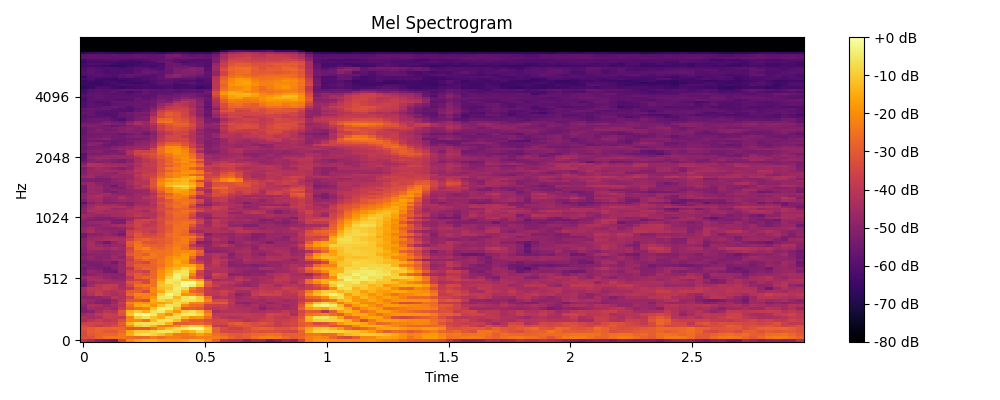 Mel Spectrogram
Hz
4096
2048
1024
512
0
0
0.5
1
1.5
2
2.5
Time
+0 dB
-10 dB
-20 dB
-30 dB
-40 dB
-50 dB
-60 dB
-70 dB
-80 dB